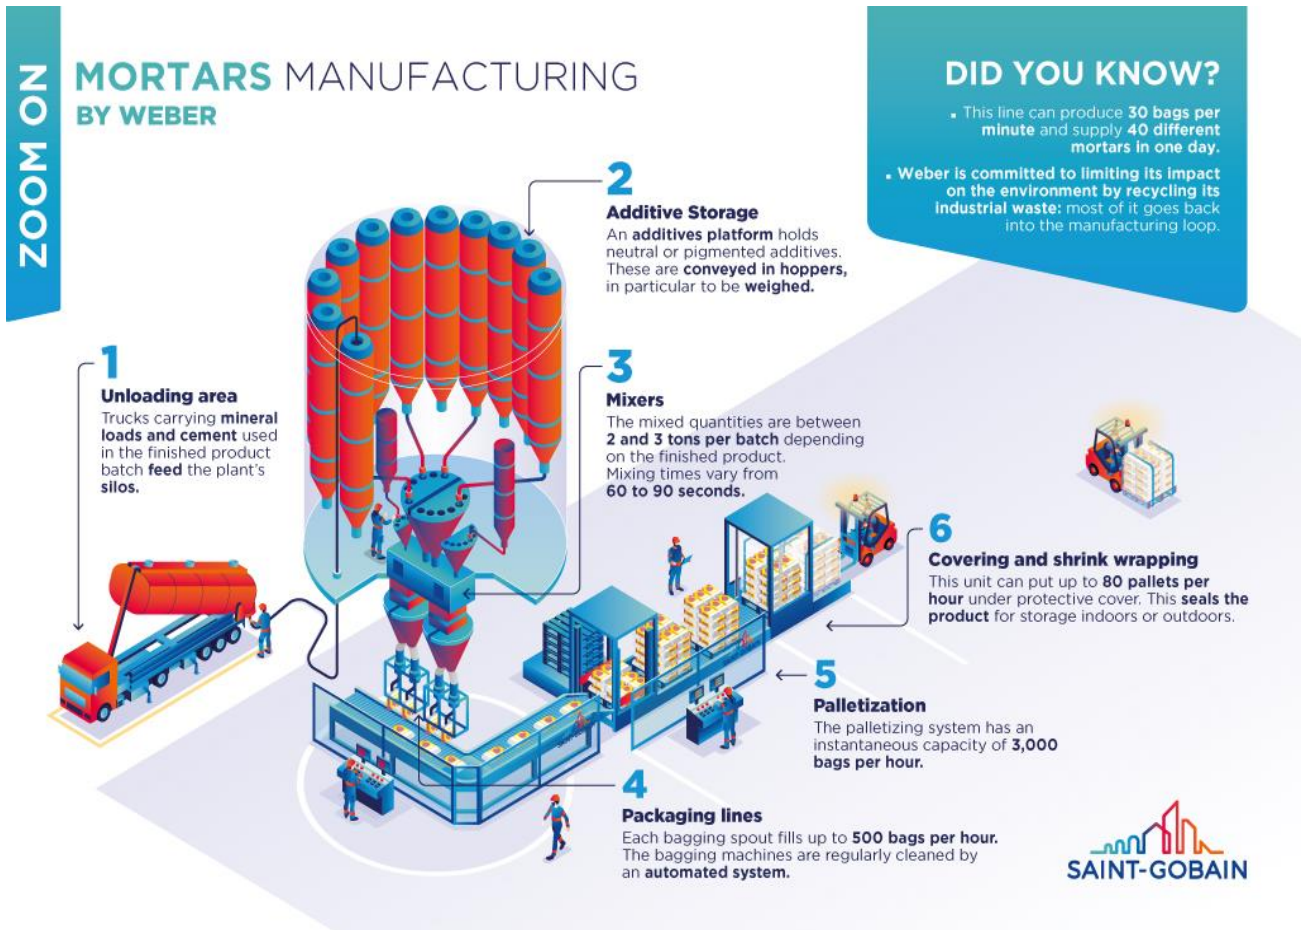 ZOOM ON
MORTARS MANUFACTURING
BY WEBER
DID YOU KNOW?
▪ This line can produce 30 bags per
minute and supply 40 different
mortars in one day.
▪ Weber is committed to limiting its impact
on the environment by recycling its
industrial waste: most of it goes back
into the manufacturing loop.
1
Unloading area
Trucks carrying mineral
loads and cement used
in the finished product
batch feed the plant's
silos.
2
Additive Storage
An additives platform holds
neutral or pigmented additives.
These are conveyed in hoppers,
in particular to be weighed.
3
Mixers
The mixed quantities are between
2 and 3 tons per batch depending
on the finished product.
Mixing times vary from
60 to 90 seconds.
4
Packaging lines
Each bagging spout fills up to 500 bags per hour.
The bagging machines are regularly cleaned by
an automated system.
5
Palletization
The palletizing system has an
instantaneous capacity of 3,000
bags per hour.
6
Covering and shrink wrapping
This unit can put up to 80 pallets per
hour under protective cover. This seals the
product for storage indoors or outdoors.
SAINT-GOBAIN